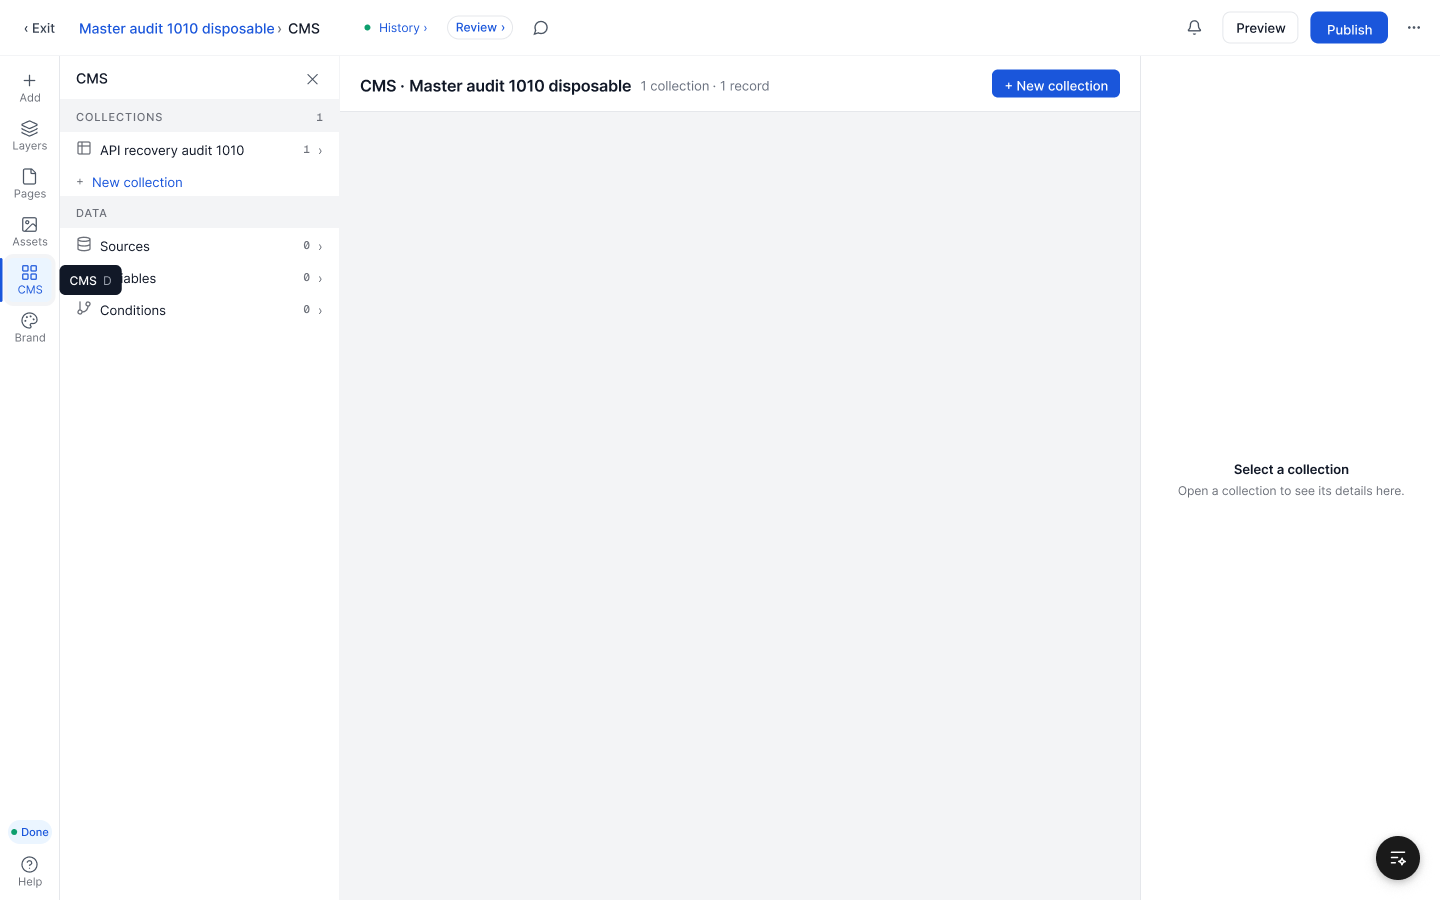 ‹ Exit
Master audit 1010 disposable › CMS
History ›
Review ›
Preview
Publish
Add
Layers
Pages
Assets
CMS
Brand
Done
Help
CMS
COLLECTIONS 1
API recovery audit 1010 1 ›
+ New collection
DATA
Sources 0 ›
CMS D
iables 0 ›
Conditions 0 ›
CMS · Master audit 1010 disposable 1 collection · 1 record
+ New collection
Select a collection
Open a collection to see its details here.